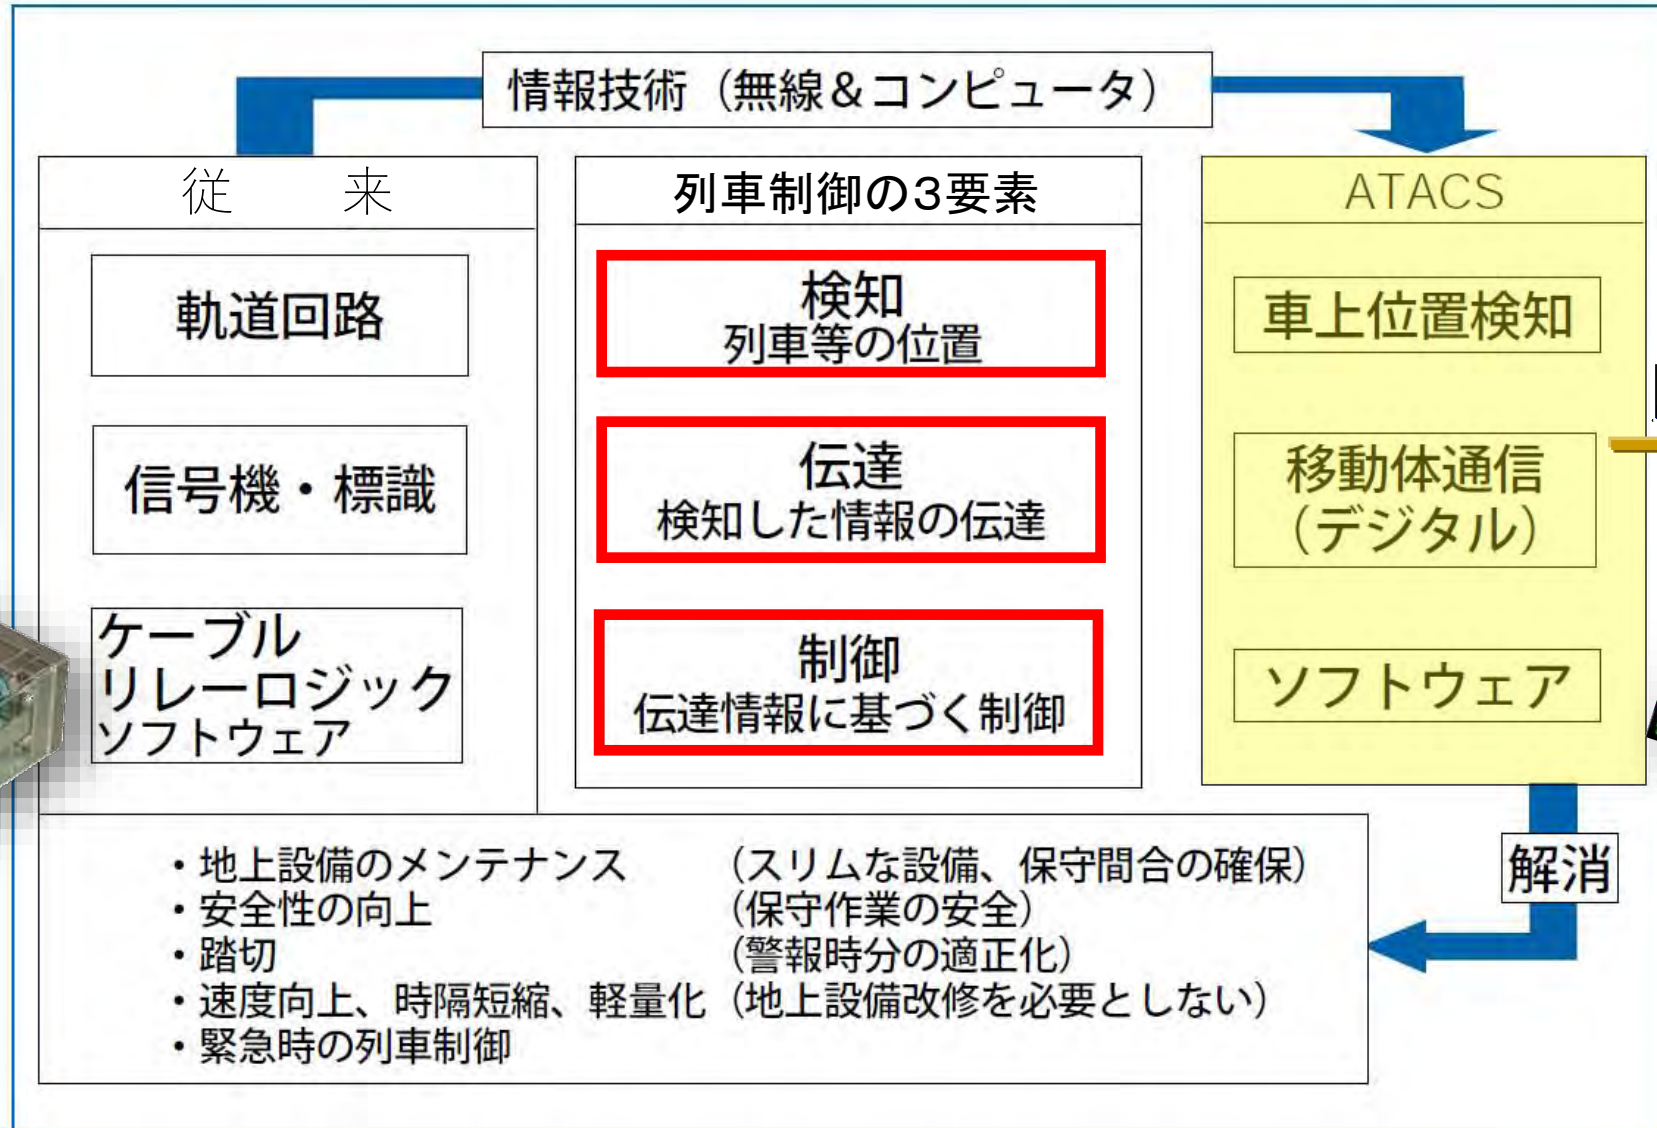 情報技術（無線＆コンピュータ）
従　来
軌道回路
信号機・標識
ケーブル
リレーロジック
ソフトウェア
列車制御の3要素
検知
列車等の位置
伝達
検知した情報の伝達
制御
伝達情報に基づく制御
ATACS
車上位置検知
移動体通信
（デジタル）
ソフトウェア
解消
・地上設備のメンテナンス　（スリムな設備、保守間合の確保）
・安全性の向上　（保守作業の安全）
・踏切　（警報時分の適正化）
・速度向上、時隔短縮、軽量化（地上設備改修を必要としない）
・緊急時の列車制御